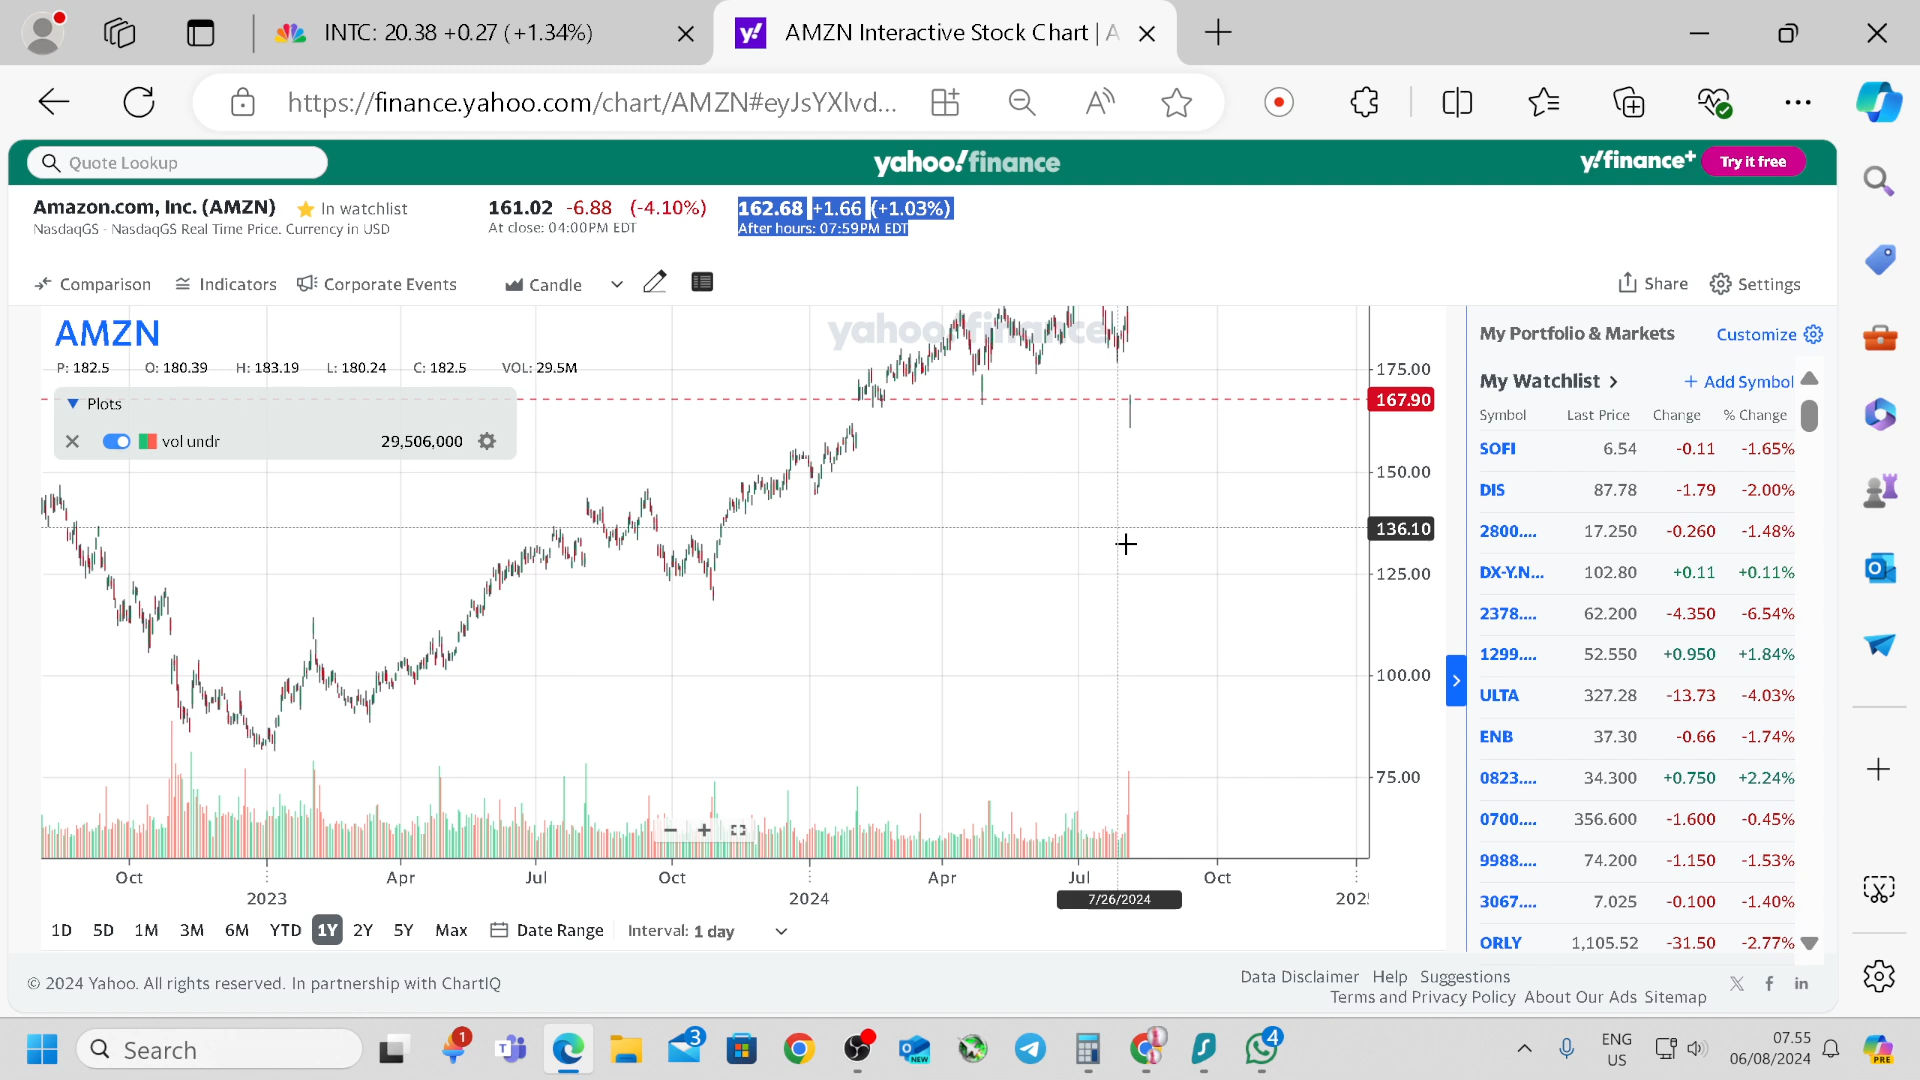 INTC: 20.38 +0.27 (+1.34%)
AMZN Interactive Stock Chart | A
https://finance.yahoo.com/chart/AMZN#eyJsYXlvd...
Quote Lookup
yahoo!finance
y!finance+
Try it free
Amazon.com, Inc. (AMZN)
In watchlist
NasdaqGS - NasdaqGS Real Time Price. Currency in USD
161.02 -6.88 (-4.10%)
At close: 04:00PM EDT
162.68 +1.66 (+1.03%)
After hours: 07:59PM EDT
Comparison
Indicators
Corporate Events
Candle
Share
Settings
AMZN
yahoo!finance
P: 182.5 O: 180.39 H: 183.19 L: 180.24 C: 182.5 VOL: 29.5M
Plots
vol undr 29,506,000
175.00
167.90
150.00
136.10
125.00
100.00
75.00
Oct
2023
Apr
Jul
Oct
2024
Apr
Jul
7/26/2024
Oct
202
1D 5D 1M 3M 6M YTD 1Y 2Y 5Y Max Date Range Interval: 1 day
My Portfolio & Markets
Customize
My Watchlist
+ Add Symbol
Symbol Last Price Change % Change
SOFI 6.54 -0.11 -1.65%
DIS 87.78 -1.79 -2.00%
2800.... 17.250 -0.260 -1.48%
DX-Y.N... 102.80 +0.11 +0.11%
2378.... 62.200 -4.350 -6.54%
1299.... 52.550 +0.950 +1.84%
ULTA 327.28 -13.73 -4.03%
ENB 37.30 -0.66 -1.74%
0823.... 34.300 +0.750 +2.24%
0700.... 356.600 -1.600 -0.45%
9988.... 74.200 -1.150 -1.53%
3067.... 7.025 -0.100 -1.40%
ORLY 1,105.52 -31.50 -2.77%
© 2024 Yahoo. All rights reserved. In partnership with ChartIQ
Data Disclaimer Help Suggestions
Terms and Privacy Policy About Our Ads Sitemap
Search
1
3
NEW
4
ENG
US
07.55
06/08/2024
PRE